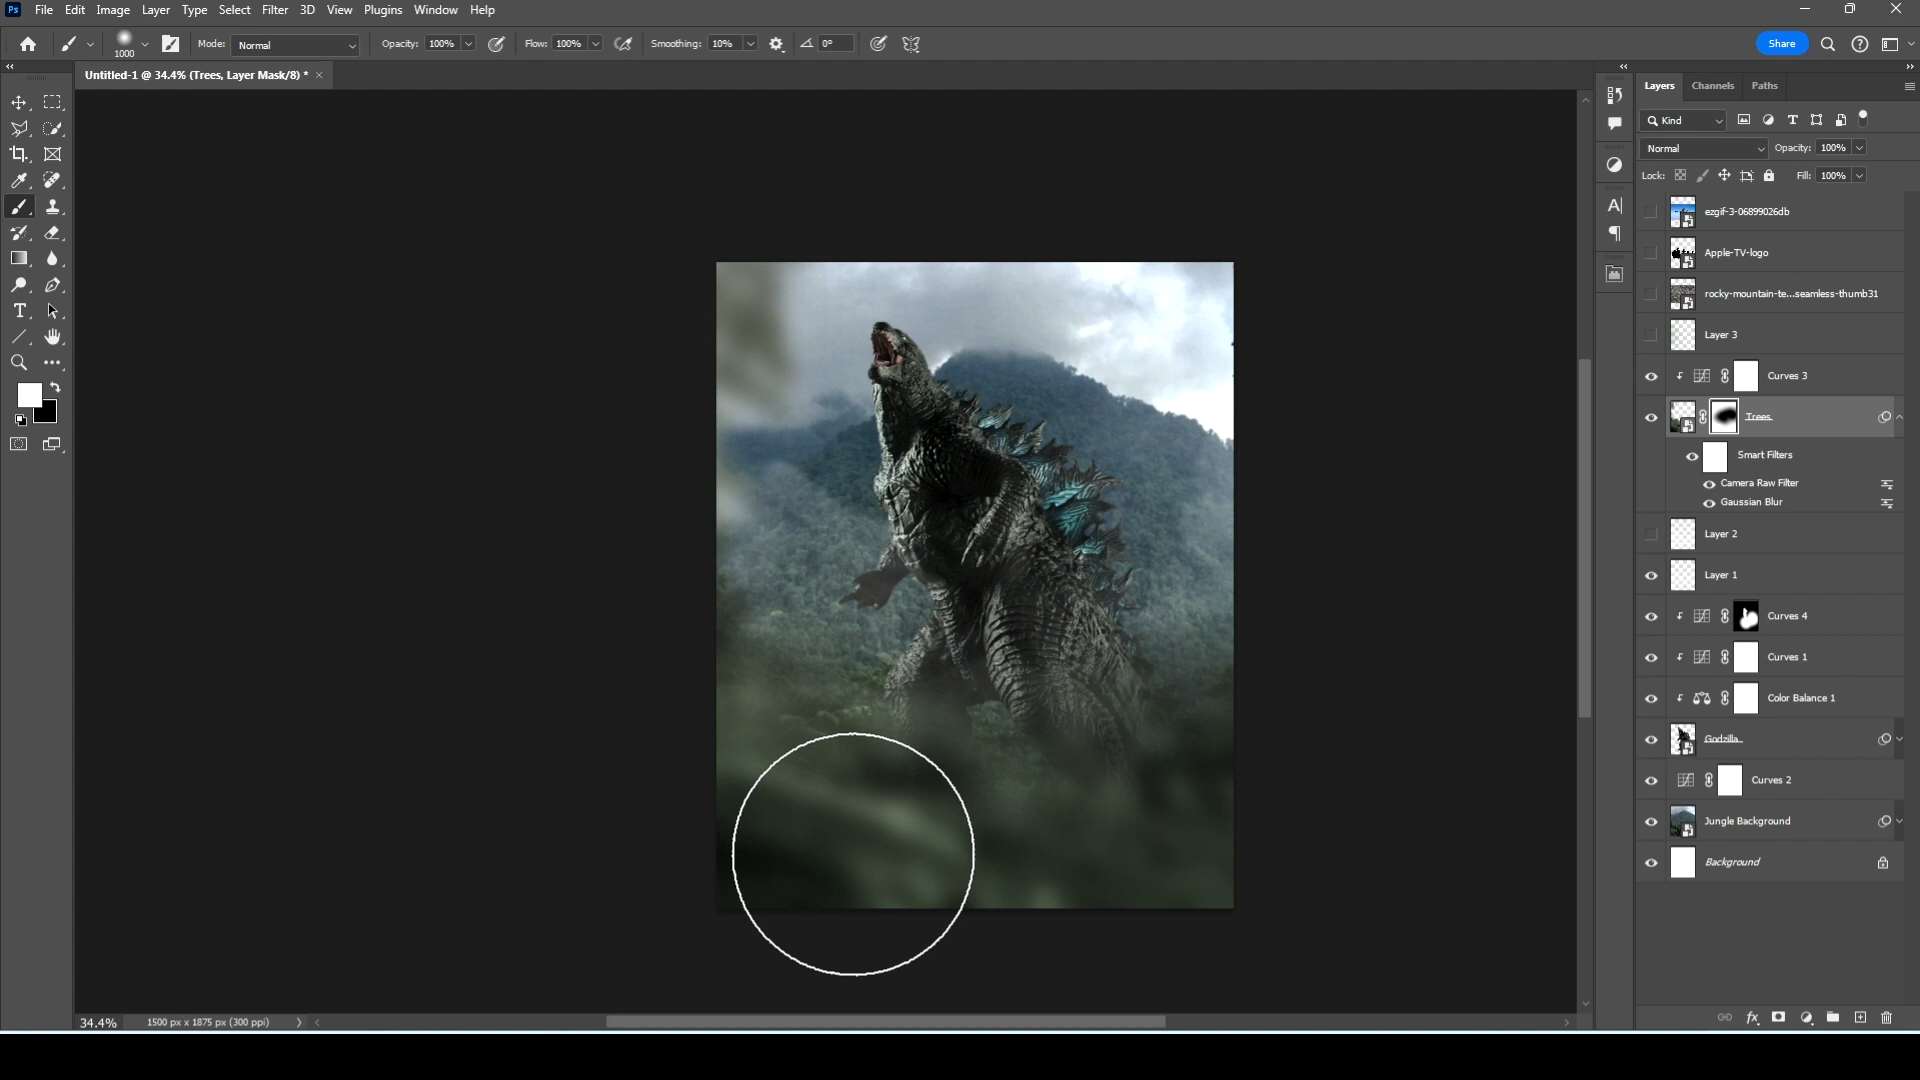 Ps File Edit Image Layer Type Select Filter 3D View Plugins Window Help
1000 Mode: Normal Opacity: 100% Flow: 100% Smoothing: 10% 0° Share
Untitled-1 @ 34.4% (Trees, Layer Mask/8) * ×
Layers Channels Paths
Kind
Normal Opacity: 100%
Lock: Fill: 100%
ezgif-3-06899026db
Apple-TV-logo
rocky-mountain-te...seamless-thumb31
Layer 3
Curves 3
Trees
Smart Filters
Camera Raw Filter
Gaussian Blur
Layer 2
Layer 1
Curves 4
Curves 1
Color Balance 1
Godzilla
Curves 2
Jungle Background
Background
34.4% 1500 px x 1875 px (300 ppi)